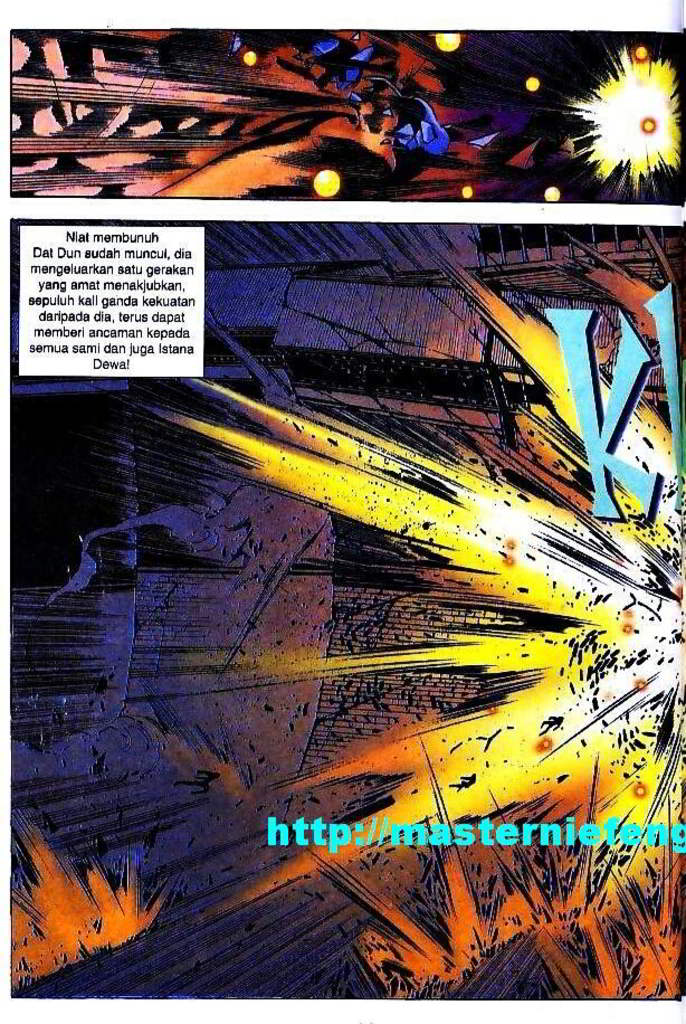 Niat membunuh
Dat Dun sudah muncul, dia
mengeluarkan satu gerakan
yang amat menakjubkan,
sepuluh kali ganda kekuatan
daripada dia, terus dapat
memberi ancaman kepada
semua sami dan juga Istana
Dewa!
K
http://masterniefeng